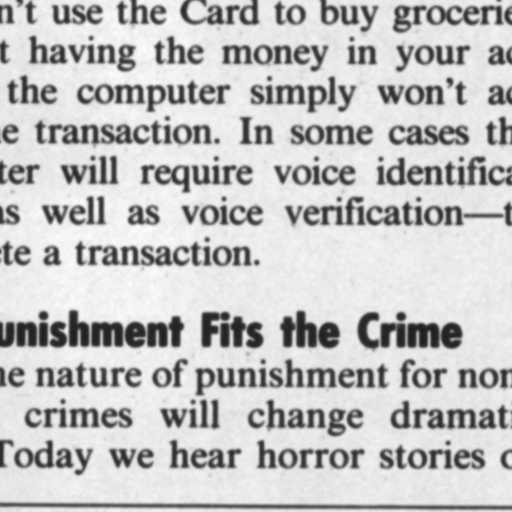 n't use the Card to buy grocerie
t having the money in your ac
the computer simply won't ac
e transaction. In some cases th
ter will require voice identifica
as well as voice verification—t
te a transaction.
unishment Fits the Crime
he nature of punishment for non
crimes will change dramati
Today we hear horror stories o